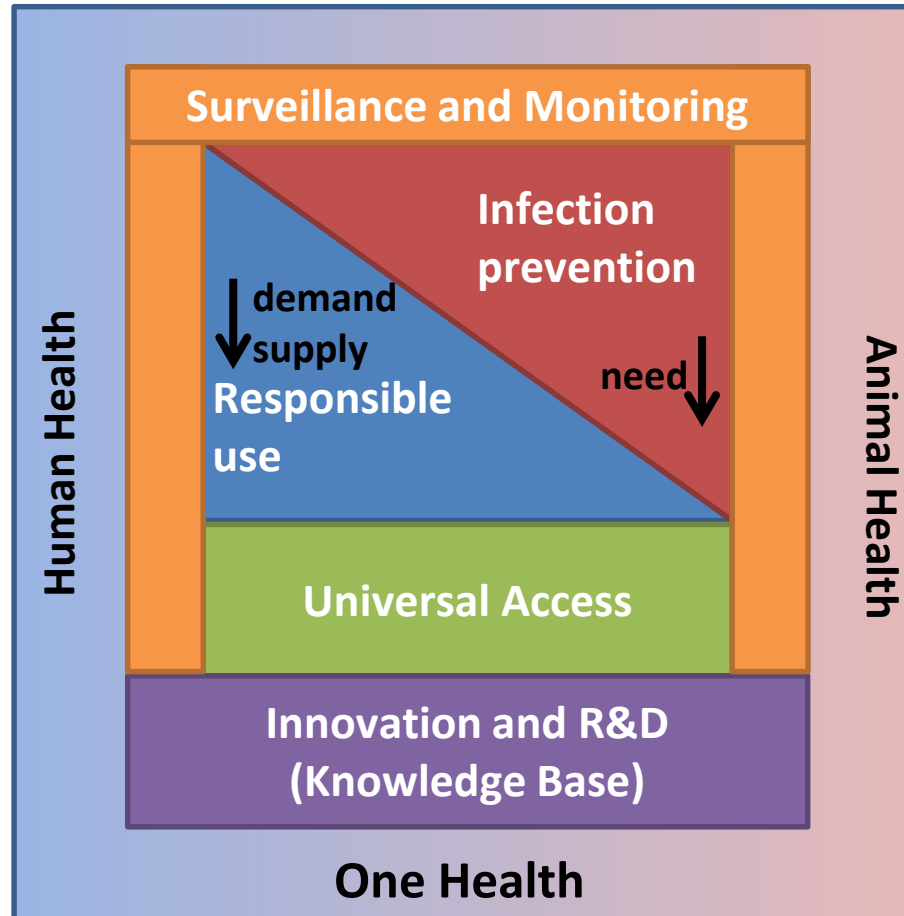 Surveillance and Monitoring
Infection
prevention
demand
supply
need
Responsible
use
Human Health
Animal Health
Universal Access
Innovation and R&D
(Knowledge Base)
One Health